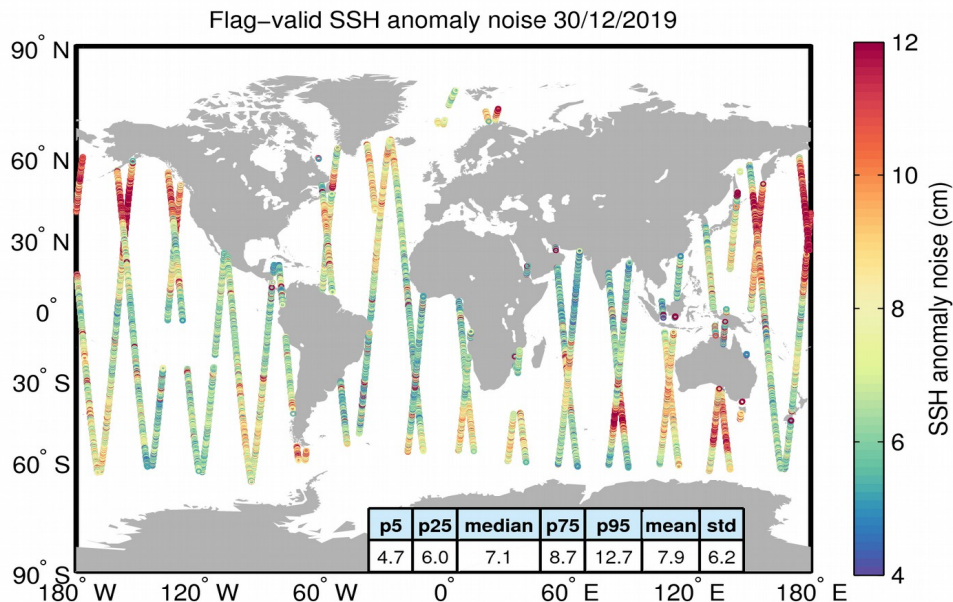 Flag−valid SSH anomaly noise 30/12/2019
90° N
60° N
30° N
0°
30° S
60° S
90° S
180° W 120° W 60° W 0° 60° E 120° E 180° E
p5 p25 median p75 p95 mean std
4.7 6.0 7.1 8.7 12.7 7.9 6.2
12
10
8
6
4
SSH anomaly noise (cm)